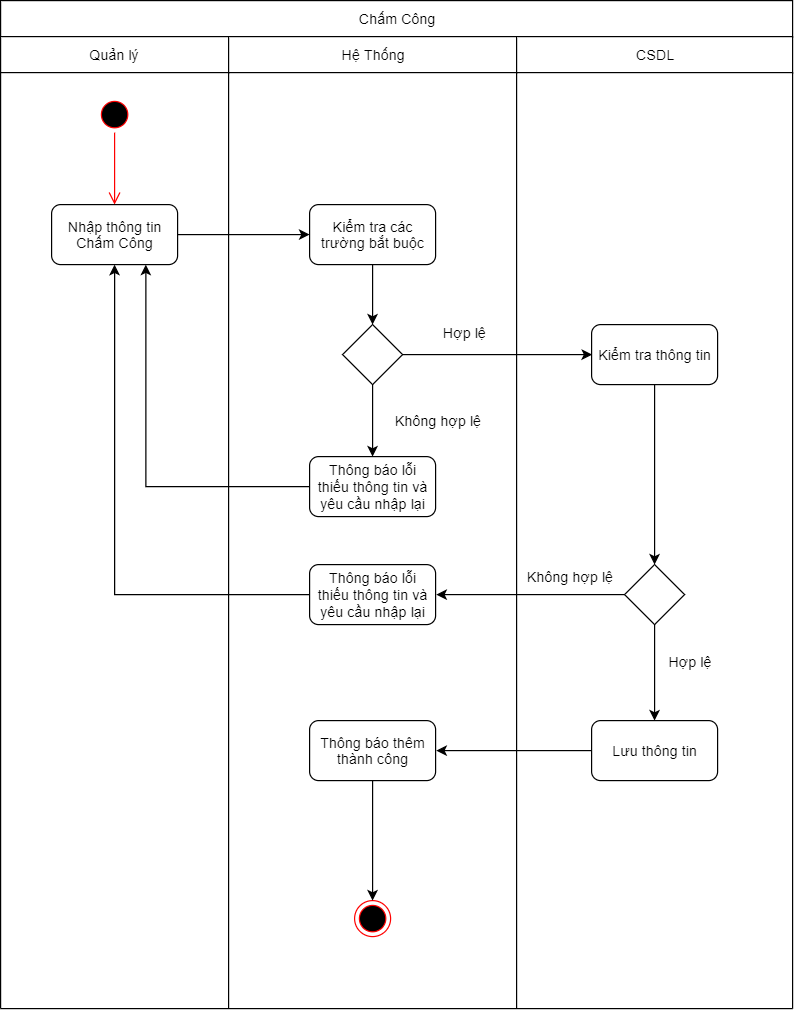 Chấm Công
Quản lý
Hệ Thống
CSDL
Nhập thông tin
Chấm Công
Kiểm tra các
trường bắt buộc
Hợp lệ
Kiểm tra thông tin
Không hợp lệ
Thông báo lỗi
thiếu thông tin và
yêu cầu nhập lại
Thông báo lỗi
thiếu thông tin và
yêu cầu nhập lại
Không hợp lệ
Hợp lệ
Thông báo thêm
thành công
Lưu thông tin